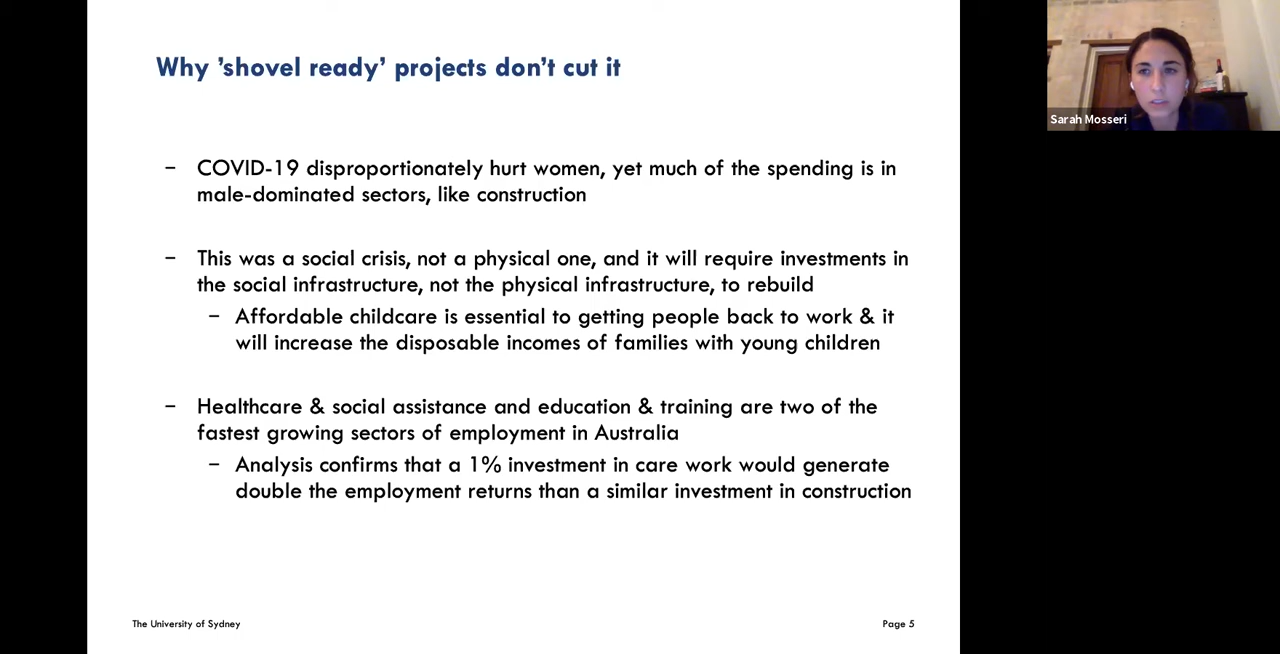 Why ’shovel ready’ projects don’t cut it
– COVID-19 disproportionately hurt women, yet much of the spending is in
male-dominated sectors, like construction
– This was a social crisis, not a physical one, and it will require investments in
the social infrastructure, not the physical infrastructure, to rebuild
– Affordable childcare is essential to getting people back to work & it
will increase the disposable incomes of families with young children
– Healthcare & social assistance and education & training are two of the
fastest growing sectors of employment in Australia
– Analysis confirms that a 1% investment in care work would generate
double the employment returns than a similar investment in construction
The University of Sydney
Page 5
Sarah Mosseri